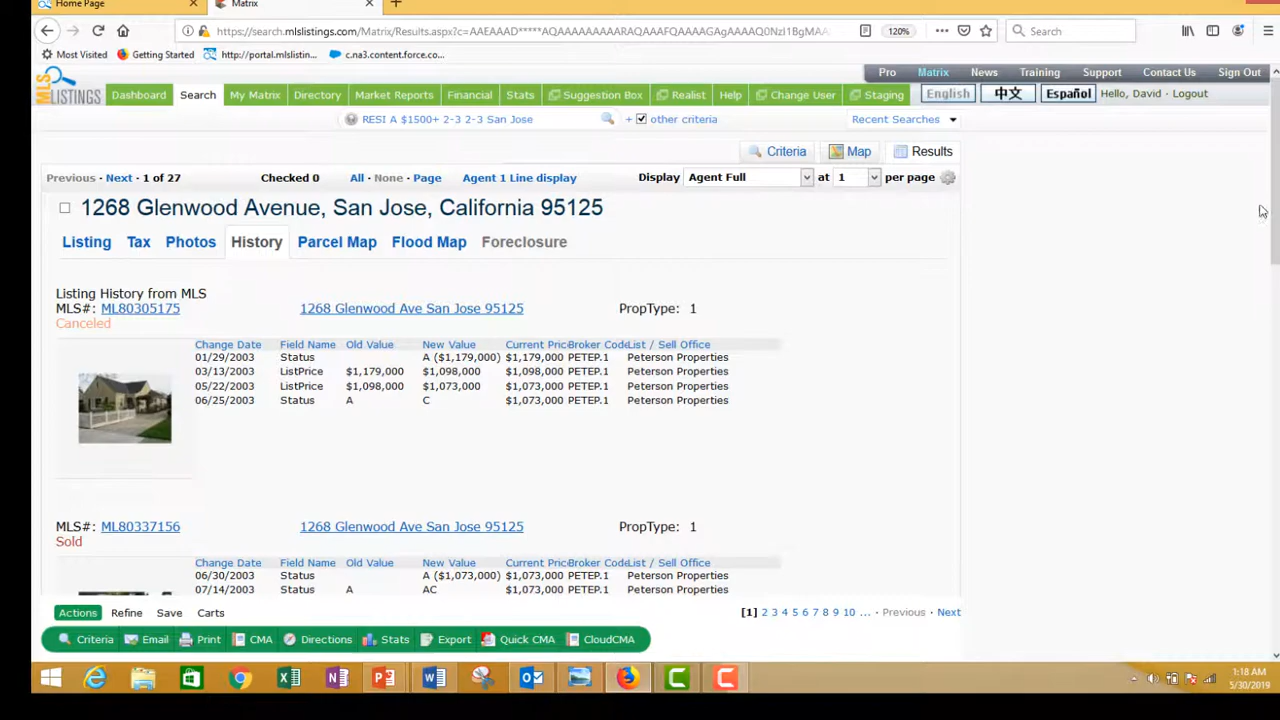 Home Page
Matrix
https://search.mlslistings.com/Matrix/Results.aspx?c=AAEAAAD*****AQAAAAAAAAARAQAAAFQAAAAGAgAAAAQ0NzI1BgMAA
120%
Search
Most Visited Getting Started http://portal.mlslistin... c.na3.content.force.co...
Pro Matrix News Training Support Contact Us Sign Out
MLS LISTINGS
Dashboard Search My Matrix Directory Market Reports Financial Stats Suggestion Box Realist Help Change User Staging
English 中文 Español Hello, David · Logout
RESI A $1500+ 2-3 2-3 San Jose + other criteria Recent Searches
Criteria Map Results
Previous · Next · 1 of 27 Checked 0 All · None · Page Agent 1 Line display Display Agent Full at 1 per page
1268 Glenwood Avenue, San Jose, California 95125
Listing Tax Photos History Parcel Map Flood Map Foreclosure
Listing History from MLS
MLS#: ML80305175 1268 Glenwood Ave San Jose 95125 PropType: 1
Canceled
Change Date Field Name Old Value New Value Current Pric Broker Code List / Sell Office
01/29/2003 Status A ($1,179,000) $1,179,000 PETEP.1 Peterson Properties
03/13/2003 ListPrice $1,179,000 $1,098,000 $1,098,000 PETEP.1 Peterson Properties
05/22/2003 ListPrice $1,098,000 $1,073,000 $1,073,000 PETEP.1 Peterson Properties
06/25/2003 Status A C $1,073,000 PETEP.1 Peterson Properties
MLS#: ML80337156 1268 Glenwood Ave San Jose 95125 PropType: 1
Sold
Change Date Field Name Old Value New Value Current Pric Broker Code List / Sell Office
06/30/2003 Status A ($1,073,000) $1,073,000 PETEP.1 Peterson Properties
07/14/2003 Status A AC $1,073,000 PETEP.1 Peterson Properties
Actions Refine Save Carts [1] 2 3 4 5 6 7 8 9 10 ... · Previous · Next
Criteria Email Print CMA Directions Stats Export Quick CMA CloudCMA
1:18 AM
5/30/2019